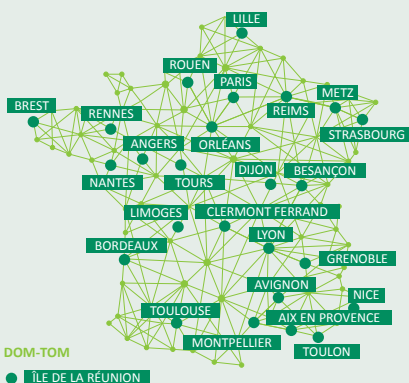 LILLE
ROUEN
PARIS
METZ
BREST
RENNES
REIMS
STRASBOURG
ANGERS
ORLÉANS
DIJON
BESANÇON
NANTES
TOURS
LIMOGES
CLERMONT FERRAND
LYON
BORDEAUX
GRENOBLE
AVIGNON
NICE
TOULOUSE
AIX EN PROVENCE
MONTPELLIER
TOULON
DOM-TOM
ÎLE DE LA RÉUNION